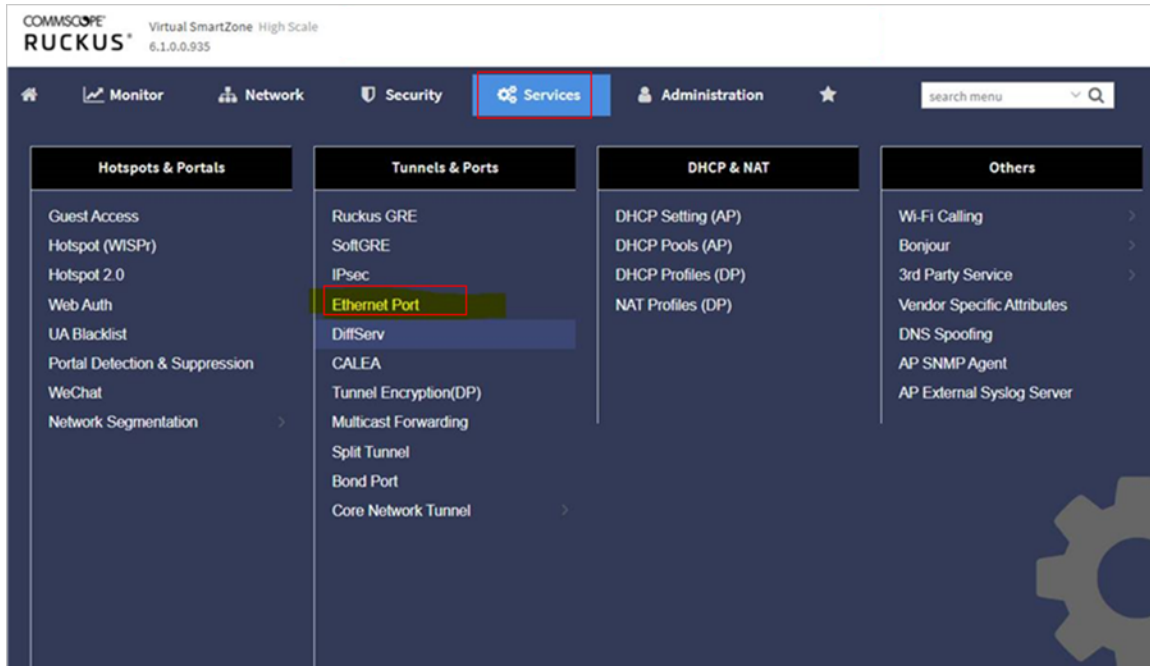 COMMSCOPE
RUCKUS®
Virtual SmartZone High Scale
6.1.0.0.935
Monitor
Network
Security
Services
Administration
search menu
Hotspots & Portals
Guest Access
Hotspot (WISPr)
Hotspot 2.0
Web Auth
UA Blacklist
Portal Detection & Suppression
WeChat
Network Segmentation
Tunnels & Ports
Ruckus GRE
SoftGRE
IPsec
Ethernet Port
DiffServ
CALEA
Tunnel Encryption(DP)
Multicast Forwarding
Split Tunnel
Bond Port
Core Network Tunnel
DHCP & NAT
DHCP Setting (AP)
DHCP Pools (AP)
DHCP Profiles (DP)
NAT Profiles (DP)
Others
Wi-Fi Calling
Bonjour
3rd Party Service
Vendor Specific Attributes
DNS Spoofing
AP SNMP Agent
AP External Syslog Server